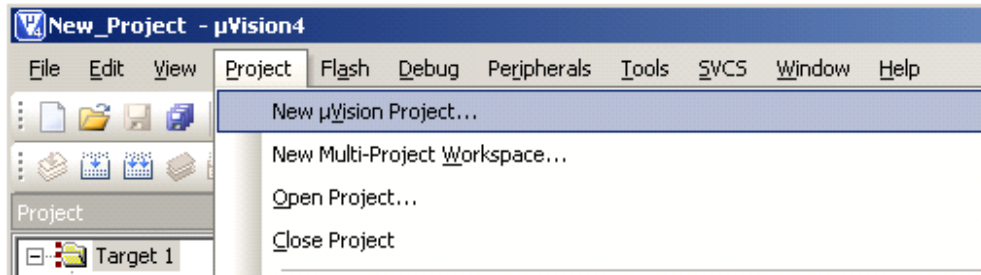 New_Project - µVision4
File Edit View Project Flash Debug Peripherals Tools SVCS Window Help
New µVision Project...
New Multi-Project Workspace...
Project
Open Project...
Close Project
Target 1